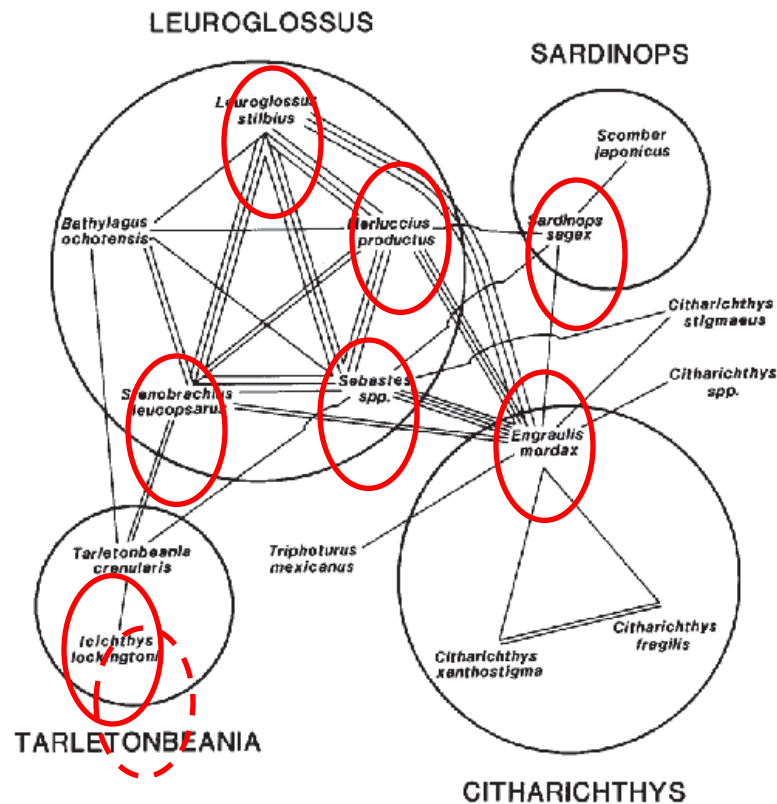 LEUROGLOSSUS
SARDINOPS
Leuroglossus
stilbius
Scomber
japonicus
Bathylagus
ochotensis
Merluccius
productus
Sardinops
sagax
Citharichthys
stigmaeus
Stenobrachius
leucopsarus
Sebastes
spp.
Citharichthys
spp.
Engraulis
mordax
Tarletonbeania
crenularis
Triphoturus
mexicanus
Icichthys
lockingtoni
Citharichthys
fragilis
Citharichthys
xanthostigma
TARLETONBEANIA
CITHARICHTHYS